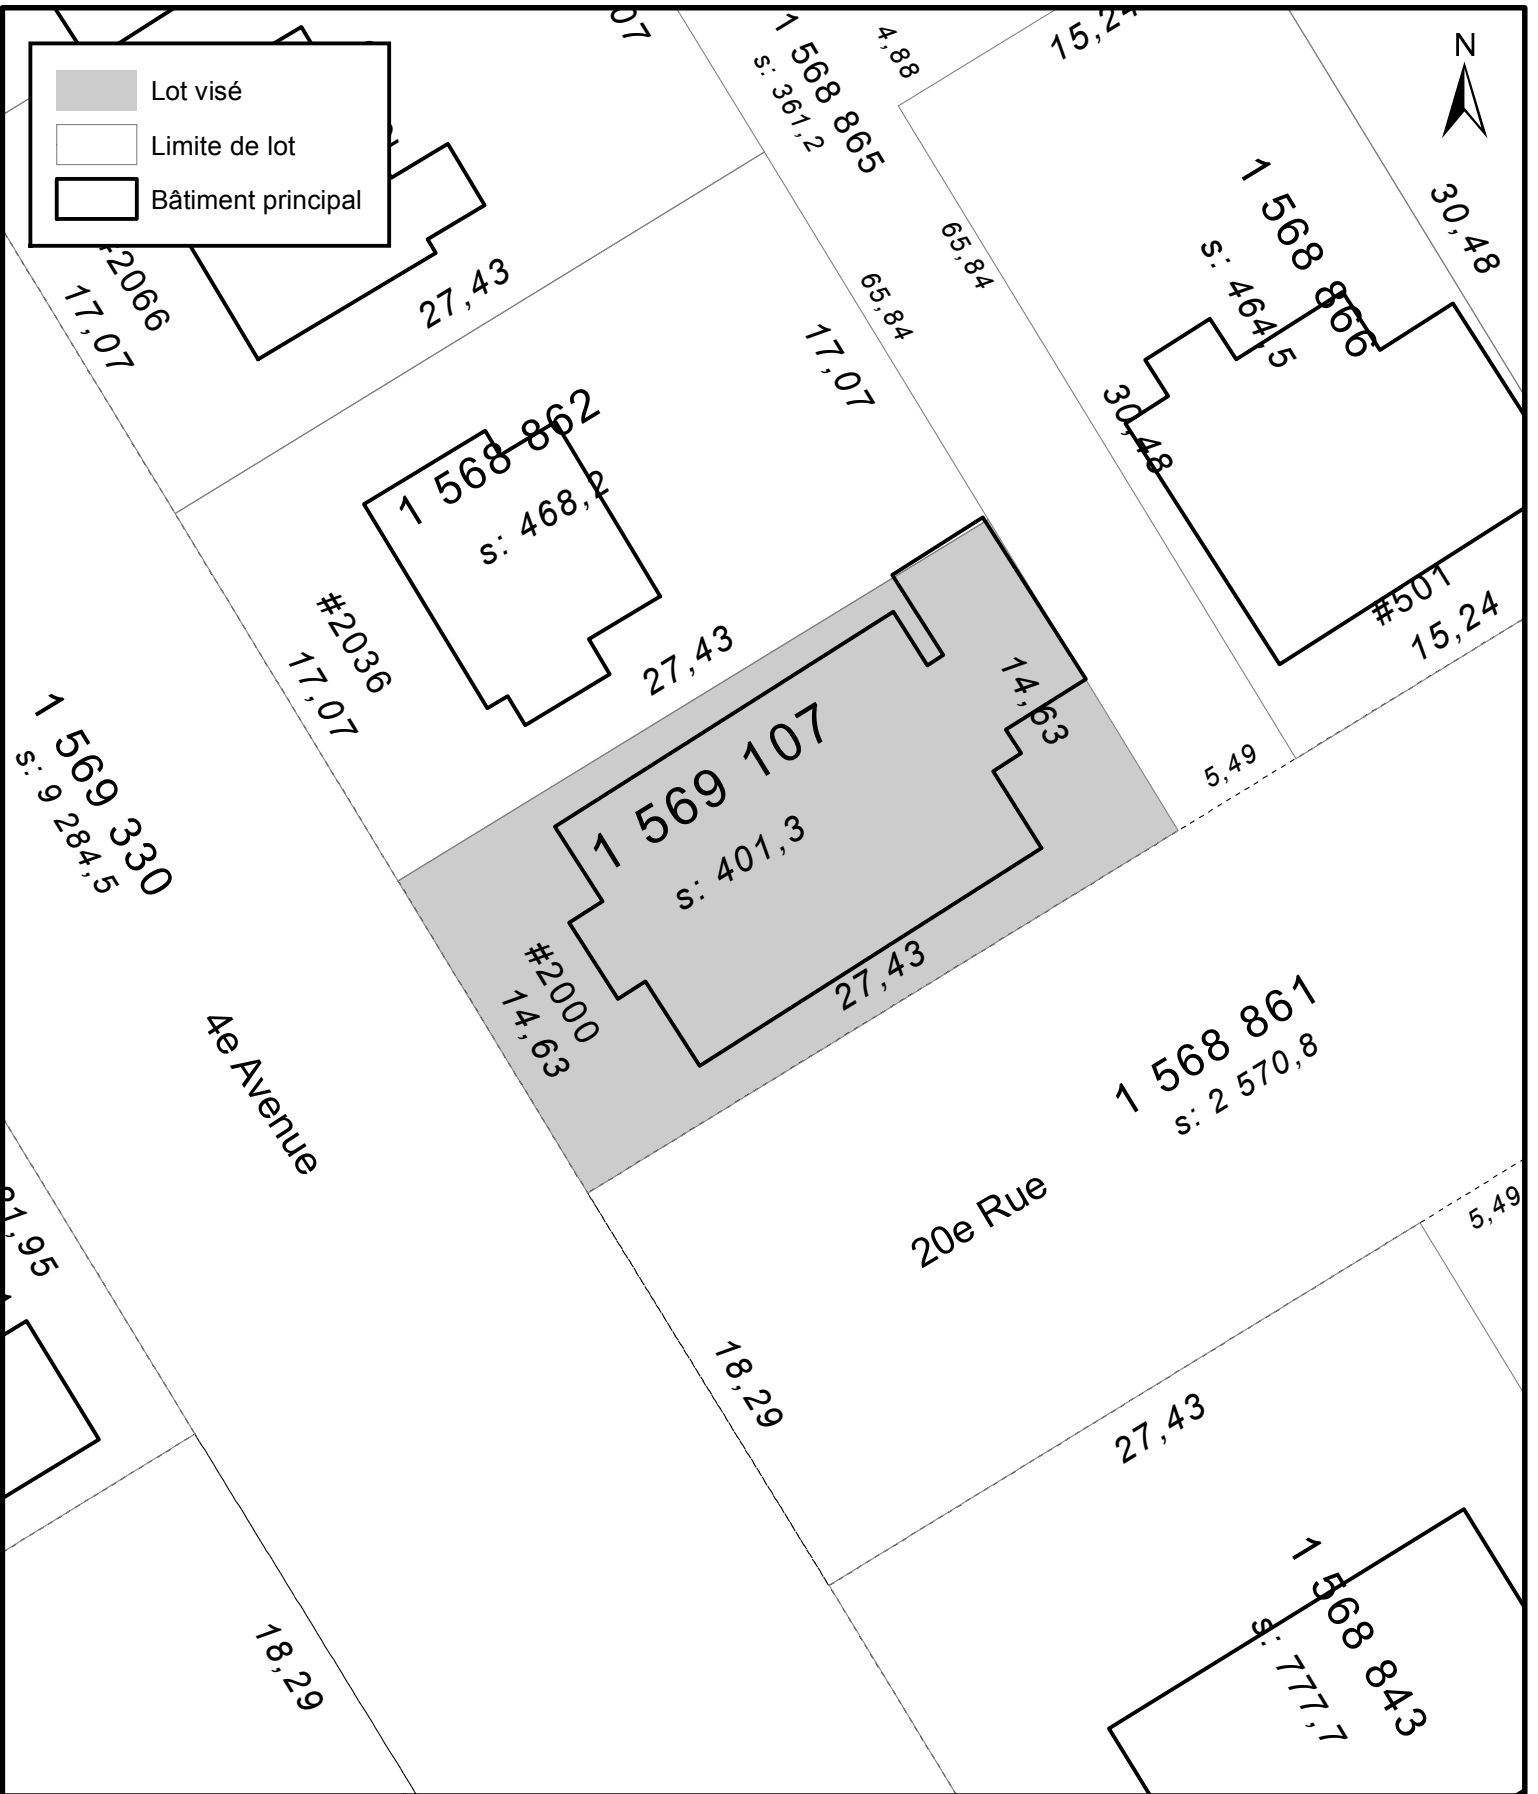 Lot visé
Limite de lot
Bâtiment principal
N
07
1 568 865
s: 361,2
4,88
15,24
30,48
1 568 866
s: 464,5
30,48
#501
15,24
65,84
65,84
17,07
27,43
17,07
1 568 862
s: 468,2
#2036
17,07
27,43
1 569 330
s: 9 284,5
1 569 107
s: 401,3
14,63
5,49
#2000
14,63
27,43
4e Avenue
1 568 861
s: 2 570,8
20e Rue
5,49
18,29
27,43
18,29
1 568 843
s: 777,7